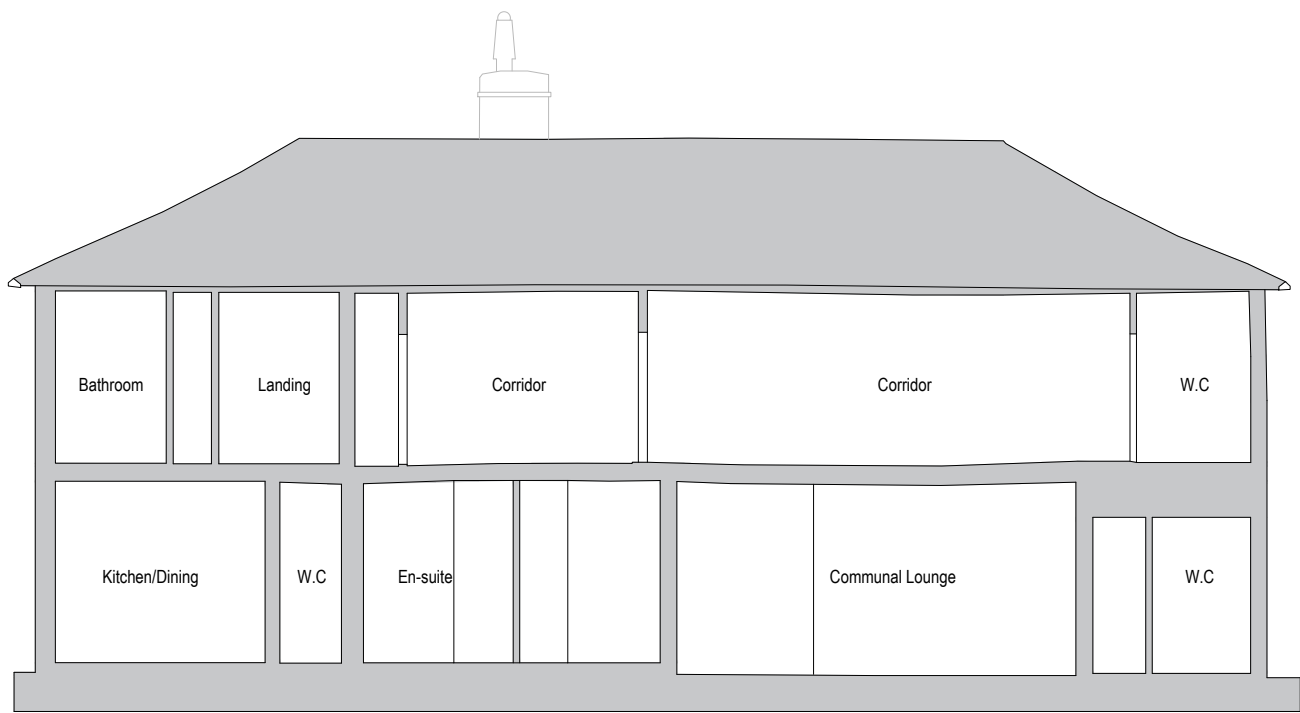 Bathroom
Landing
Corridor
Corridor
W.C
Kitchen/Dining
W.C
En-suite
Communal Lounge
W.C